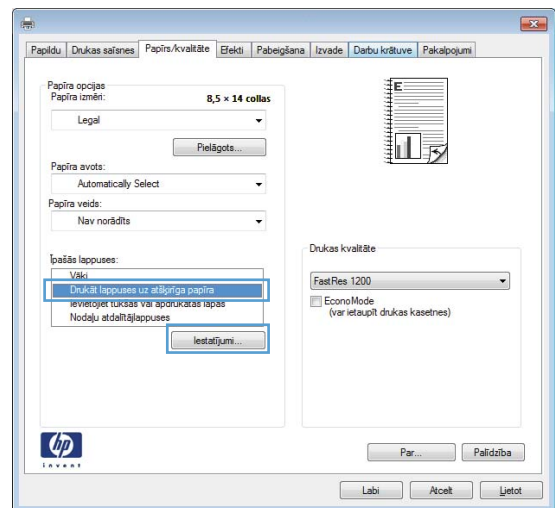 Papildu Drukas saīsnes Papīrs/kvalitāte Efekti Pabeigšana Izvade Darbu krātuve Pakalpojumi
Papīra opcijas
Papīra izmēri: 8,5 × 14 collas
Legal
Pielāgots...
Papīra avots:
Automatically Select
Papīra veids:
Nav norādīts
Īpašās lappuses:
Vāki
Drukāt lappuses uz atšķirīga papīra
Ievietojiet tukšas vai apdrukātas lapas
Nodaļu atdalītājlappuses
Iestatījumi...
Drukas kvalitāte
FastRes 1200
EconoMode
(var ietaupīt drukas kasetnes)
hp
invent
Par... Palīdzība
Labi Atcelt Lietot